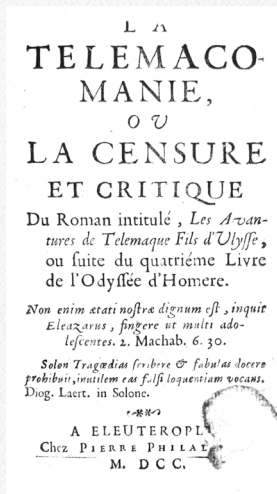 LA
TELEMACO-
MANIE,
OU
LA CENSURE
ET CRITIQUE
Du Roman intitulé, Les Avan-
tures de Telemaque Fils d'Ulysse,
ou suite du quatriéme Livre
de l'Odyssée d'Homere.
Non enim ætati nostræ dignum est, inquit
Eleazarus, fingere ut multi ado-
lescentes. 2. Machab. 6. 30.
Solon Tragædias scribere & fabulas docere
prohibuit, inutilem eas falsi loquentiam vocans.
Diog. Laert. in Solone.
A ELEUTEROPL
Chez PIERRE PHILAL
M. DCC.